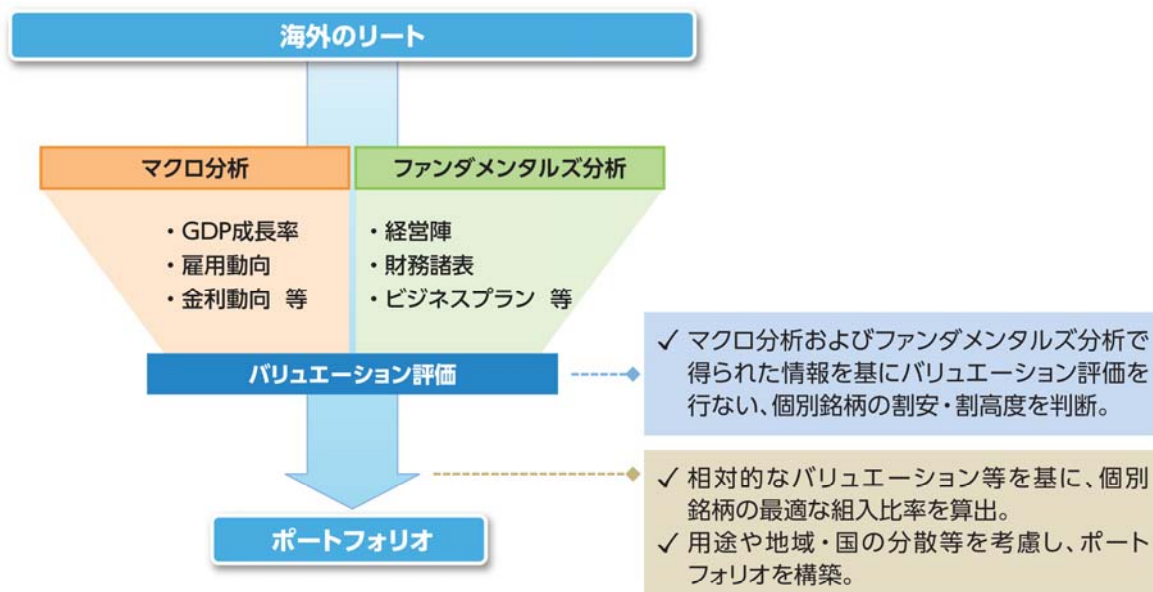 海外のリート
マクロ分析
ファンダメンタルズ分析
・GDP成長率
・雇用動向
・金利動向 等
・経営陣
・財務諸表
・ビジネスプラン 等
バリュエーション評価
✓ マクロ分析およびファンダメンタルズ分析で
得られた情報を基にバリュエーション評価を
行ない、個別銘柄の割安・割高度を判断。
✓ 相対的なバリュエーション等を基に、個別
銘柄の最適な組入比率を算出。
✓ 用途や地域・国の分散等を考慮し、ポート
フォリオを構築。
ポートフォリオ